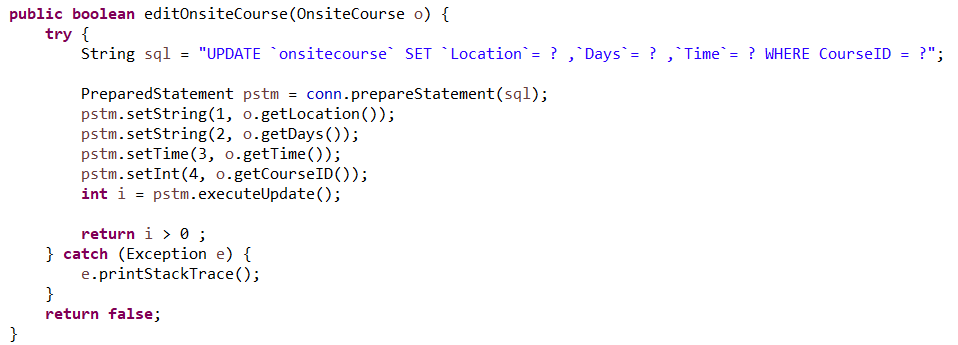 public boolean editOnsiteCourse(OnsiteCourse o) {
    try {
        String sql = "UPDATE `onsitecourse` SET `Location`= ? ,`Days`= ? ,`Time`= ? WHERE CourseID = ?";

        PreparedStatement pstm = conn.prepareStatement(sql);
        pstm.setString(1, o.getLocation());
        pstm.setString(2, o.getDays());
        pstm.setTime(3, o.getTime());
        pstm.setInt(4, o.getCourseID());
        int i = pstm.executeUpdate();

        return i > 0 ;
    } catch (Exception e) {
        e.printStackTrace();
    }
    return false;
}